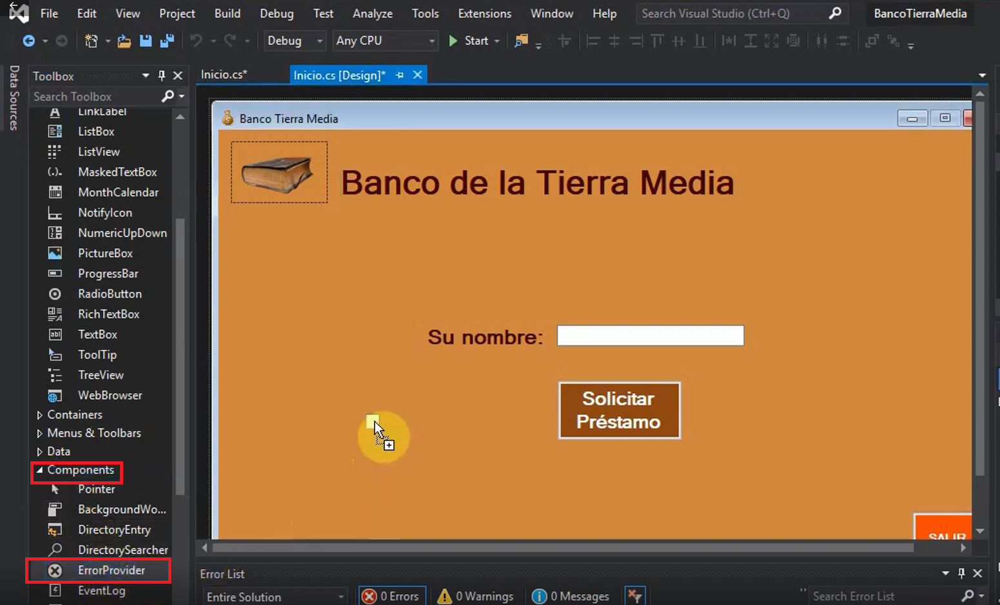 File Edit View Project Build Debug Test Analyze Tools Extensions Window Help Search Visual Studio (Ctrl+Q) BancoTierraMedia
Debug Any CPU Start
Data Sources
Toolbox
Search Toolbox
LinkLabel
ListBox
ListView
MaskedTextBox
MonthCalendar
NotifyIcon
NumericUpDown
PictureBox
ProgressBar
RadioButton
RichTextBox
TextBox
ToolTip
TreeView
WebBrowser
Containers
Menus & Toolbars
Data
Components
Pointer
BackgroundWo...
DirectoryEntry
DirectorySearcher
ErrorProvider
EventLog
Inicio.cs* Inicio.cs [Design]*
Banco Tierra Media
Banco de la Tierra Media
Su nombre:
Solicitar
Préstamo
SALIR
Error List
Entire Solution 0 Errors 0 Warnings 0 Messages Search Error List